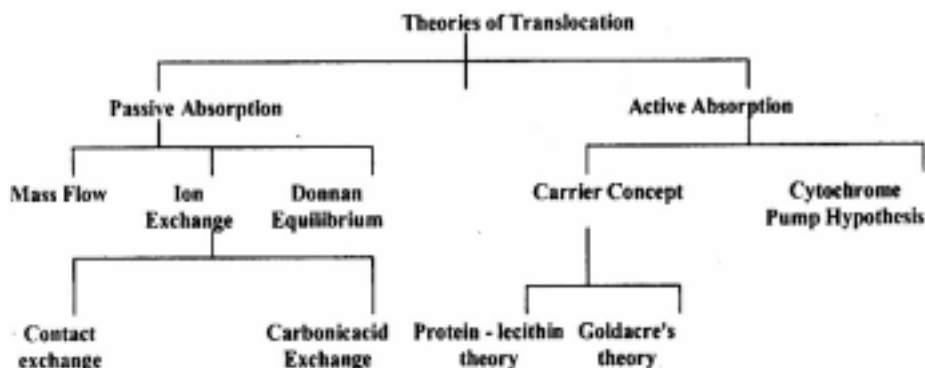 Theories of Translocation
Passive Absorption
Active Absorption
Mass Flow
Ion
Exchange
Donnan
Equilibrium
Carrier Concept
Cytochrome
Pump Hypothesis
Contact
exchange
Carbonicacid
Exchange
Protein - lecithin
theory
Goldacre's
theory